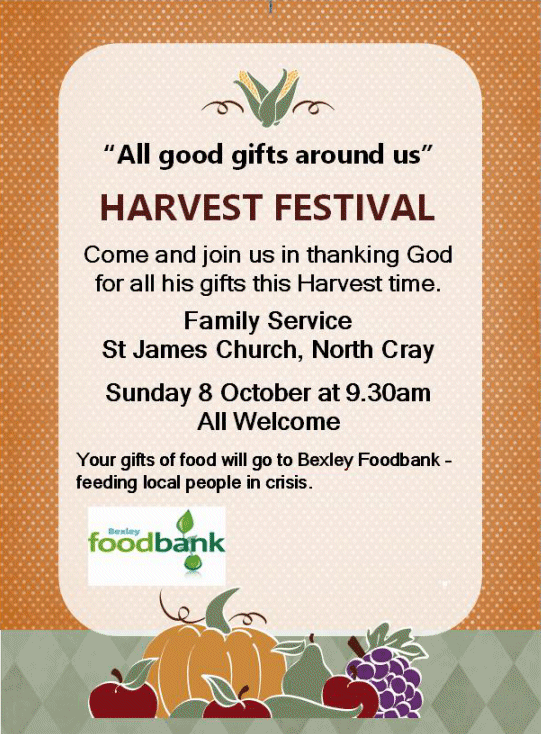 “All good gifts around us”
HARVEST FESTIVAL
Come and join us in thanking God
for all his gifts this Harvest time.
Family Service
St James Church, North Cray
Sunday 8 October at 9.30am
All Welcome
Your gifts of food will go to Bexley Foodbank -
feeding local people in crisis.
Bexley
foodbank